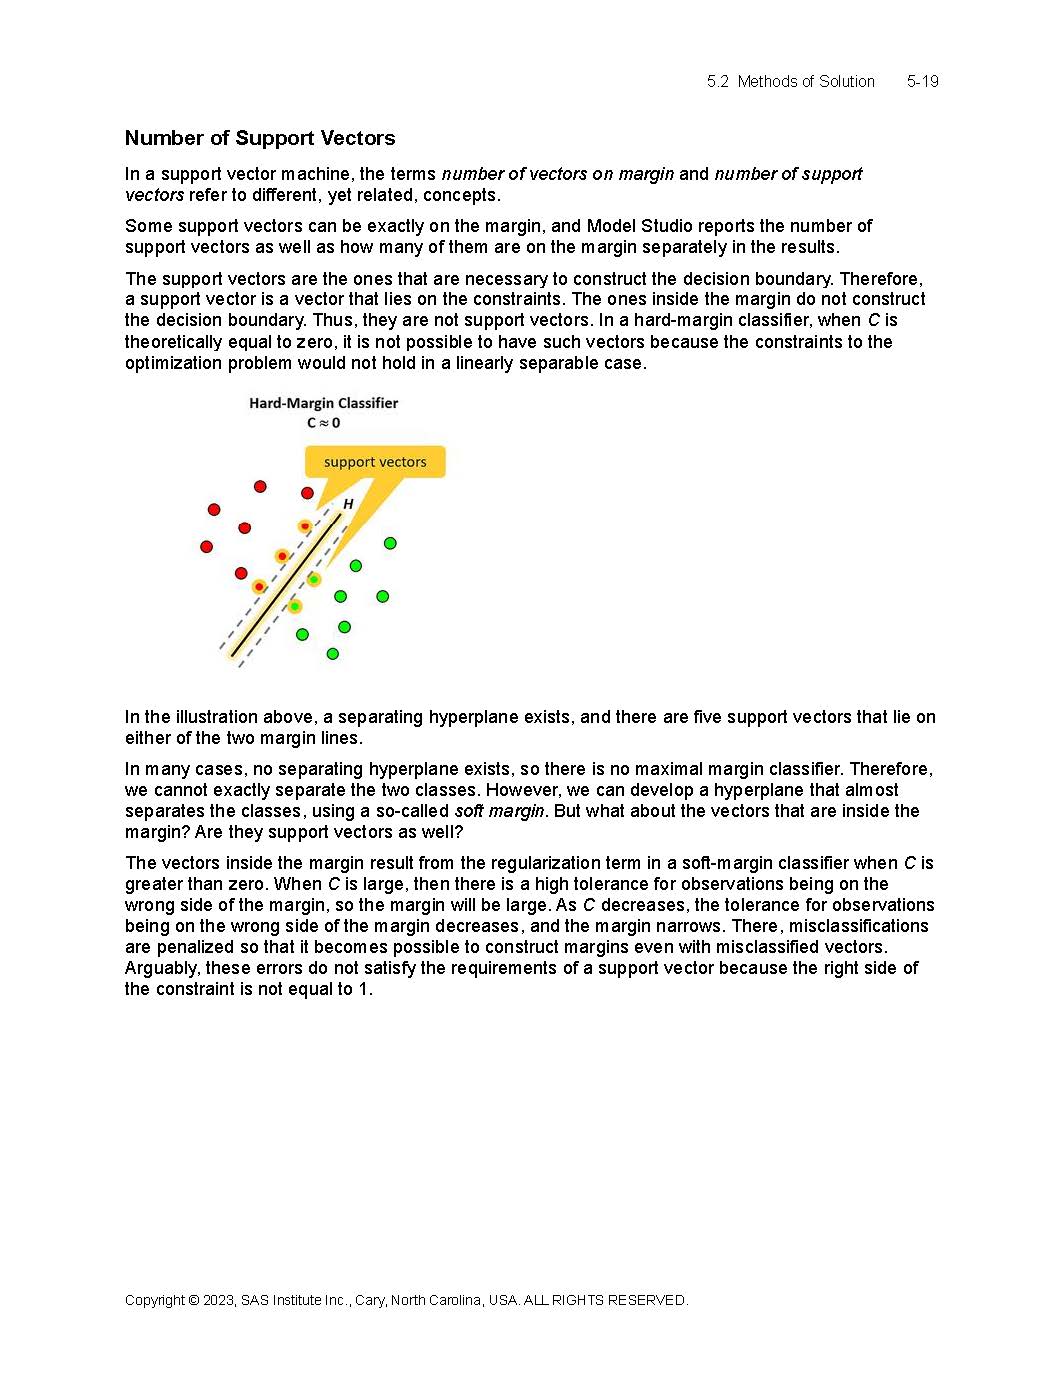 5.2 Methods of Solution 5-19
Number of Support Vectors
In a support vector machine, the terms number of vectors on margin and number of support
vectors refer to different, yet related, concepts.
Some support vectors can be exactly on the margin, and Model Studio reports the number of
support vectors as well as how many of them are on the margin separately in the results.
The support vectors are the ones that are necessary to construct the decision boundary. Therefore,
a support vector is a vector that lies on the constraints. The ones inside the margin do not construct
the decision boundary. Thus, they are not support vectors. In a hard-margin classifier, when C is
theoretically equal to zero, it is not possible to have such vectors because the constraints to the
optimization problem would not hold in a linearly separable case.
Hard-Margin Classifier
C ≈ 0
support vectors
H
In the illustration above, a separating hyperplane exists, and there are five support vectors that lie on
either of the two margin lines.
In many cases, no separating hyperplane exists, so there is no maximal margin classifier. Therefore,
we cannot exactly separate the two classes. However, we can develop a hyperplane that almost
separates the classes, using a so-called soft margin. But what about the vectors that are inside the
margin? Are they support vectors as well?
The vectors inside the margin result from the regularization term in a soft-margin classifier when C is
greater than zero. When C is large, then there is a high tolerance for observations being on the
wrong side of the margin, so the margin will be large. As C decreases, the tolerance for observations
being on the wrong side of the margin decreases, and the margin narrows. There, misclassifications
are penalized so that it becomes possible to construct margins even with misclassified vectors.
Arguably, these errors do not satisfy the requirements of a support vector because the right side of
the constraint is not equal to 1.
Copyright © 2023, SAS Institute Inc., Cary, North Carolina, USA. ALL RIGHTS RESERVED.